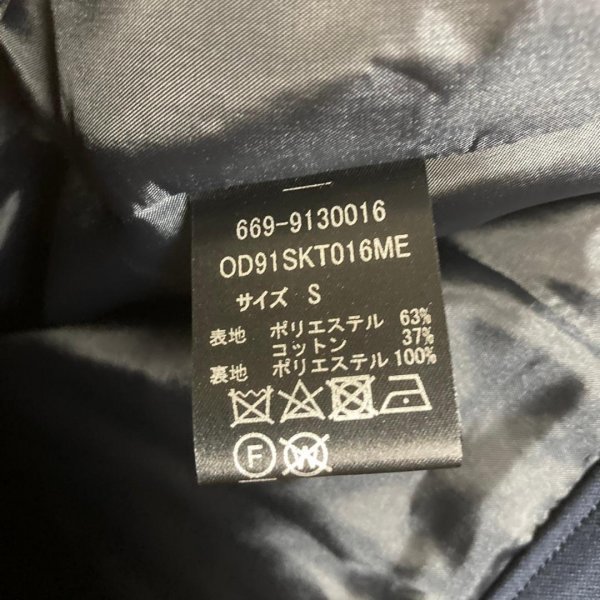 669-9130016
OD91SKT016ME
サイズ S
表地 ポリエステル 63%
コットン 37%
裏地 ポリエステル 100%
F W